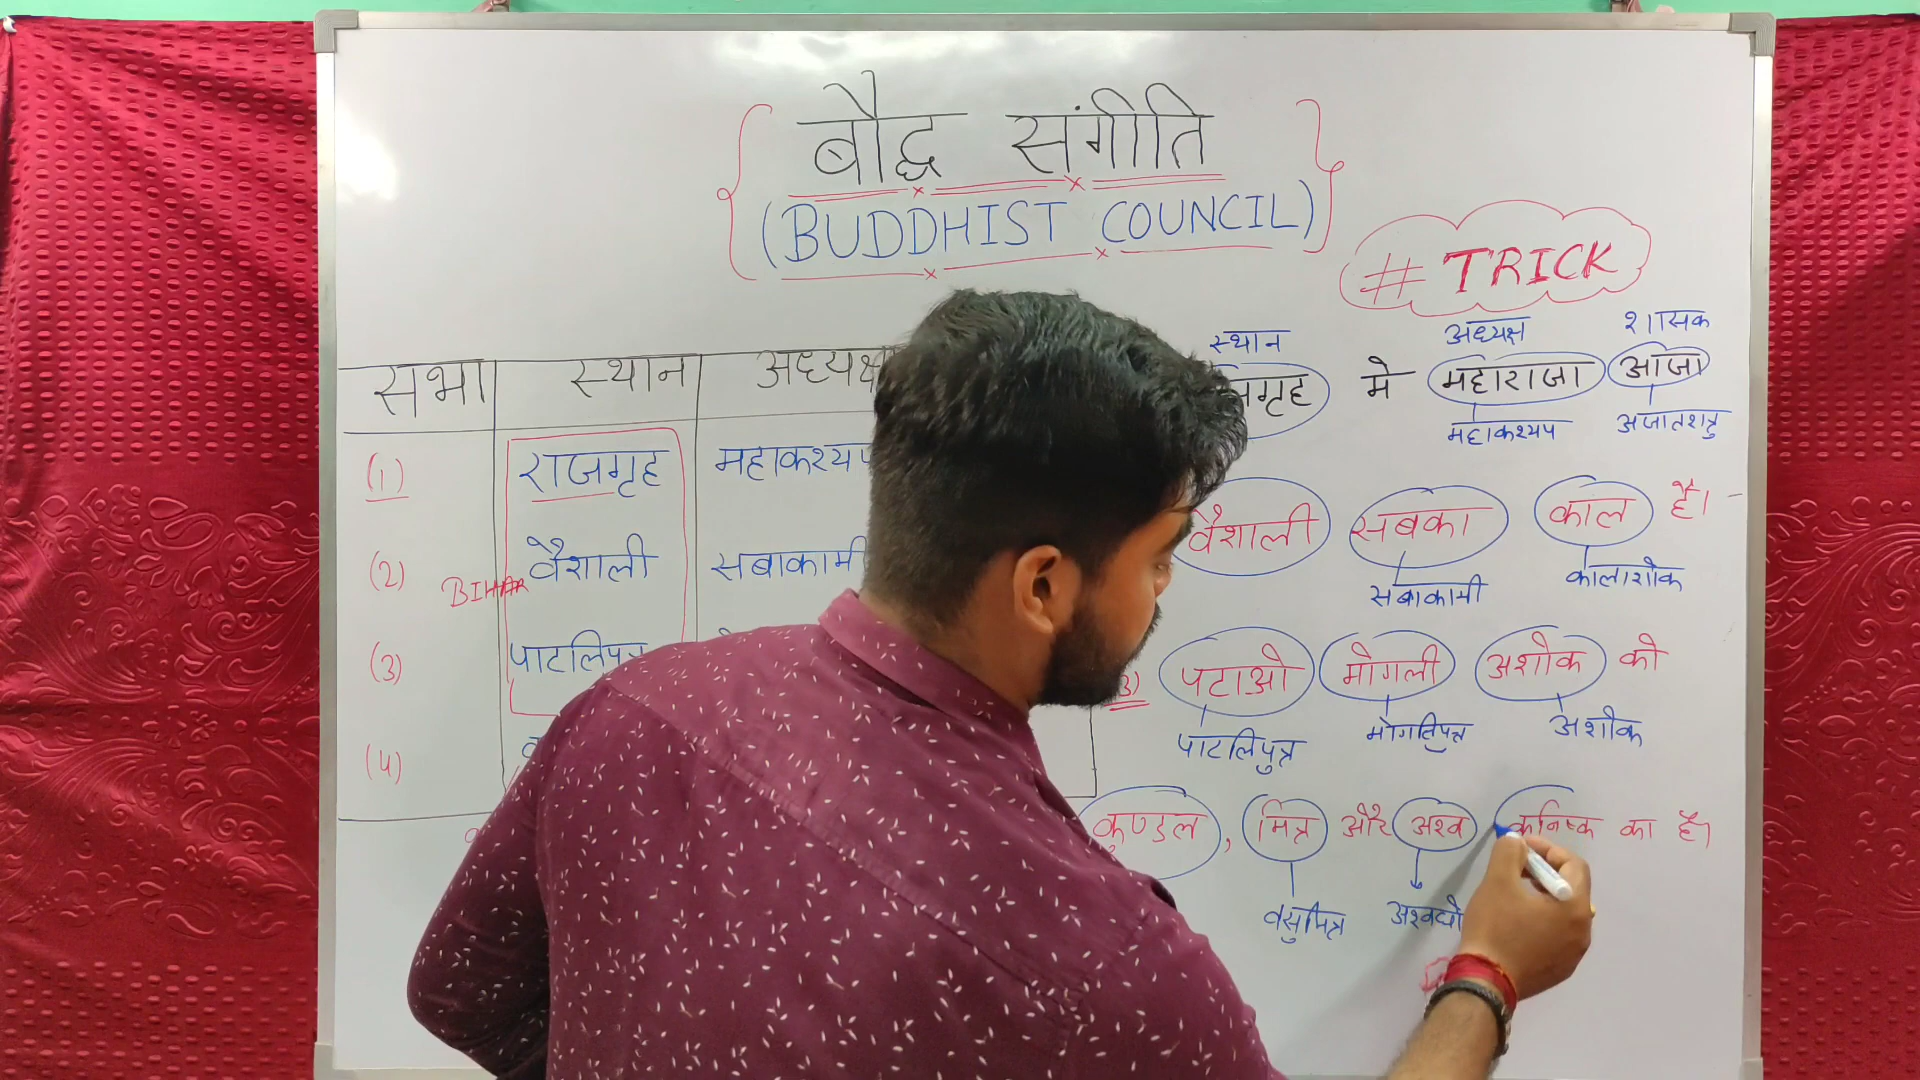 बौद्ध संगीति
(BUDDHIST COUNCIL)
# TRICK
सभा स्थान अध्यक्ष
(1) राजगृह महाकश्यप
(2) वैशाली सबाकामी
BIHAR
(3) पाटलिपुत्र
(4)
स्थान अध्यक्ष शासक
मे महाराजा आजा
महाकश्यप अजातशत्रु
वैशाली सबका काल है।
सबाकामी कालाशोक
3) पटाओ मोगली अशोक को
पाटलिपुत्र मोगलिपुत्त अशोक
कुण्डल, मित्र और अश्व कनिष्क का है।
वसुमित्र